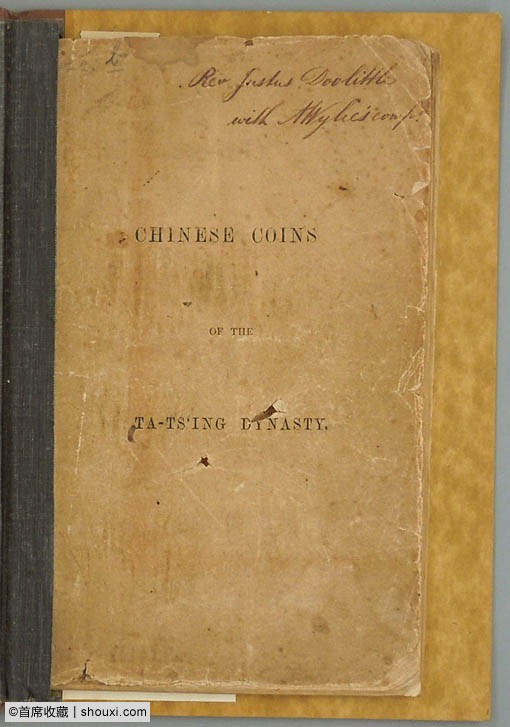 Rev Justus Doolittle
with AWylie's comp.
CHINESE COINS
OF THE
TA-TS'ING DYNASTY.
©首席收藏 | shouxi.com